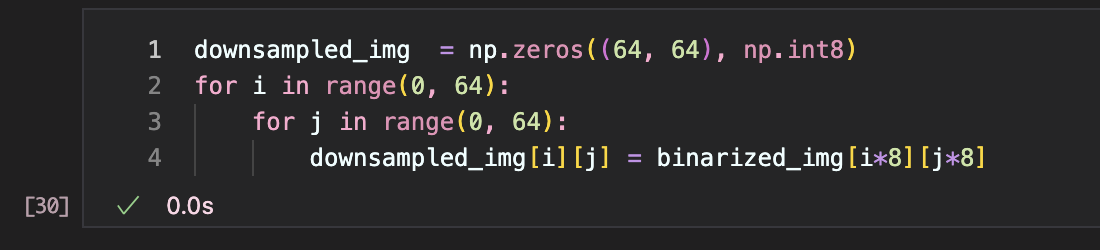 1 downsampled_img  = np.zeros((64, 64), np.int8)
2 for i in range(0, 64):
3     for j in range(0, 64):
4         downsampled_img[i][j] = binarized_img[i*8][j*8]
[30] ✓ 0.0s